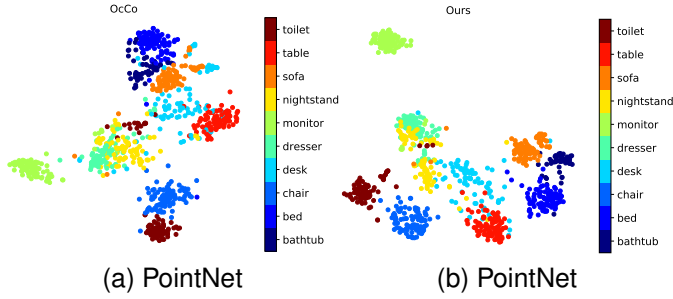 OcCo
toilet
table
sofa
nightstand
monitor
dresser
desk
chair
bed
bathtub
(a) PointNet
Ours
toilet
table
sofa
nightstand
monitor
dresser
desk
chair
bed
bathtub
(b) PointNet